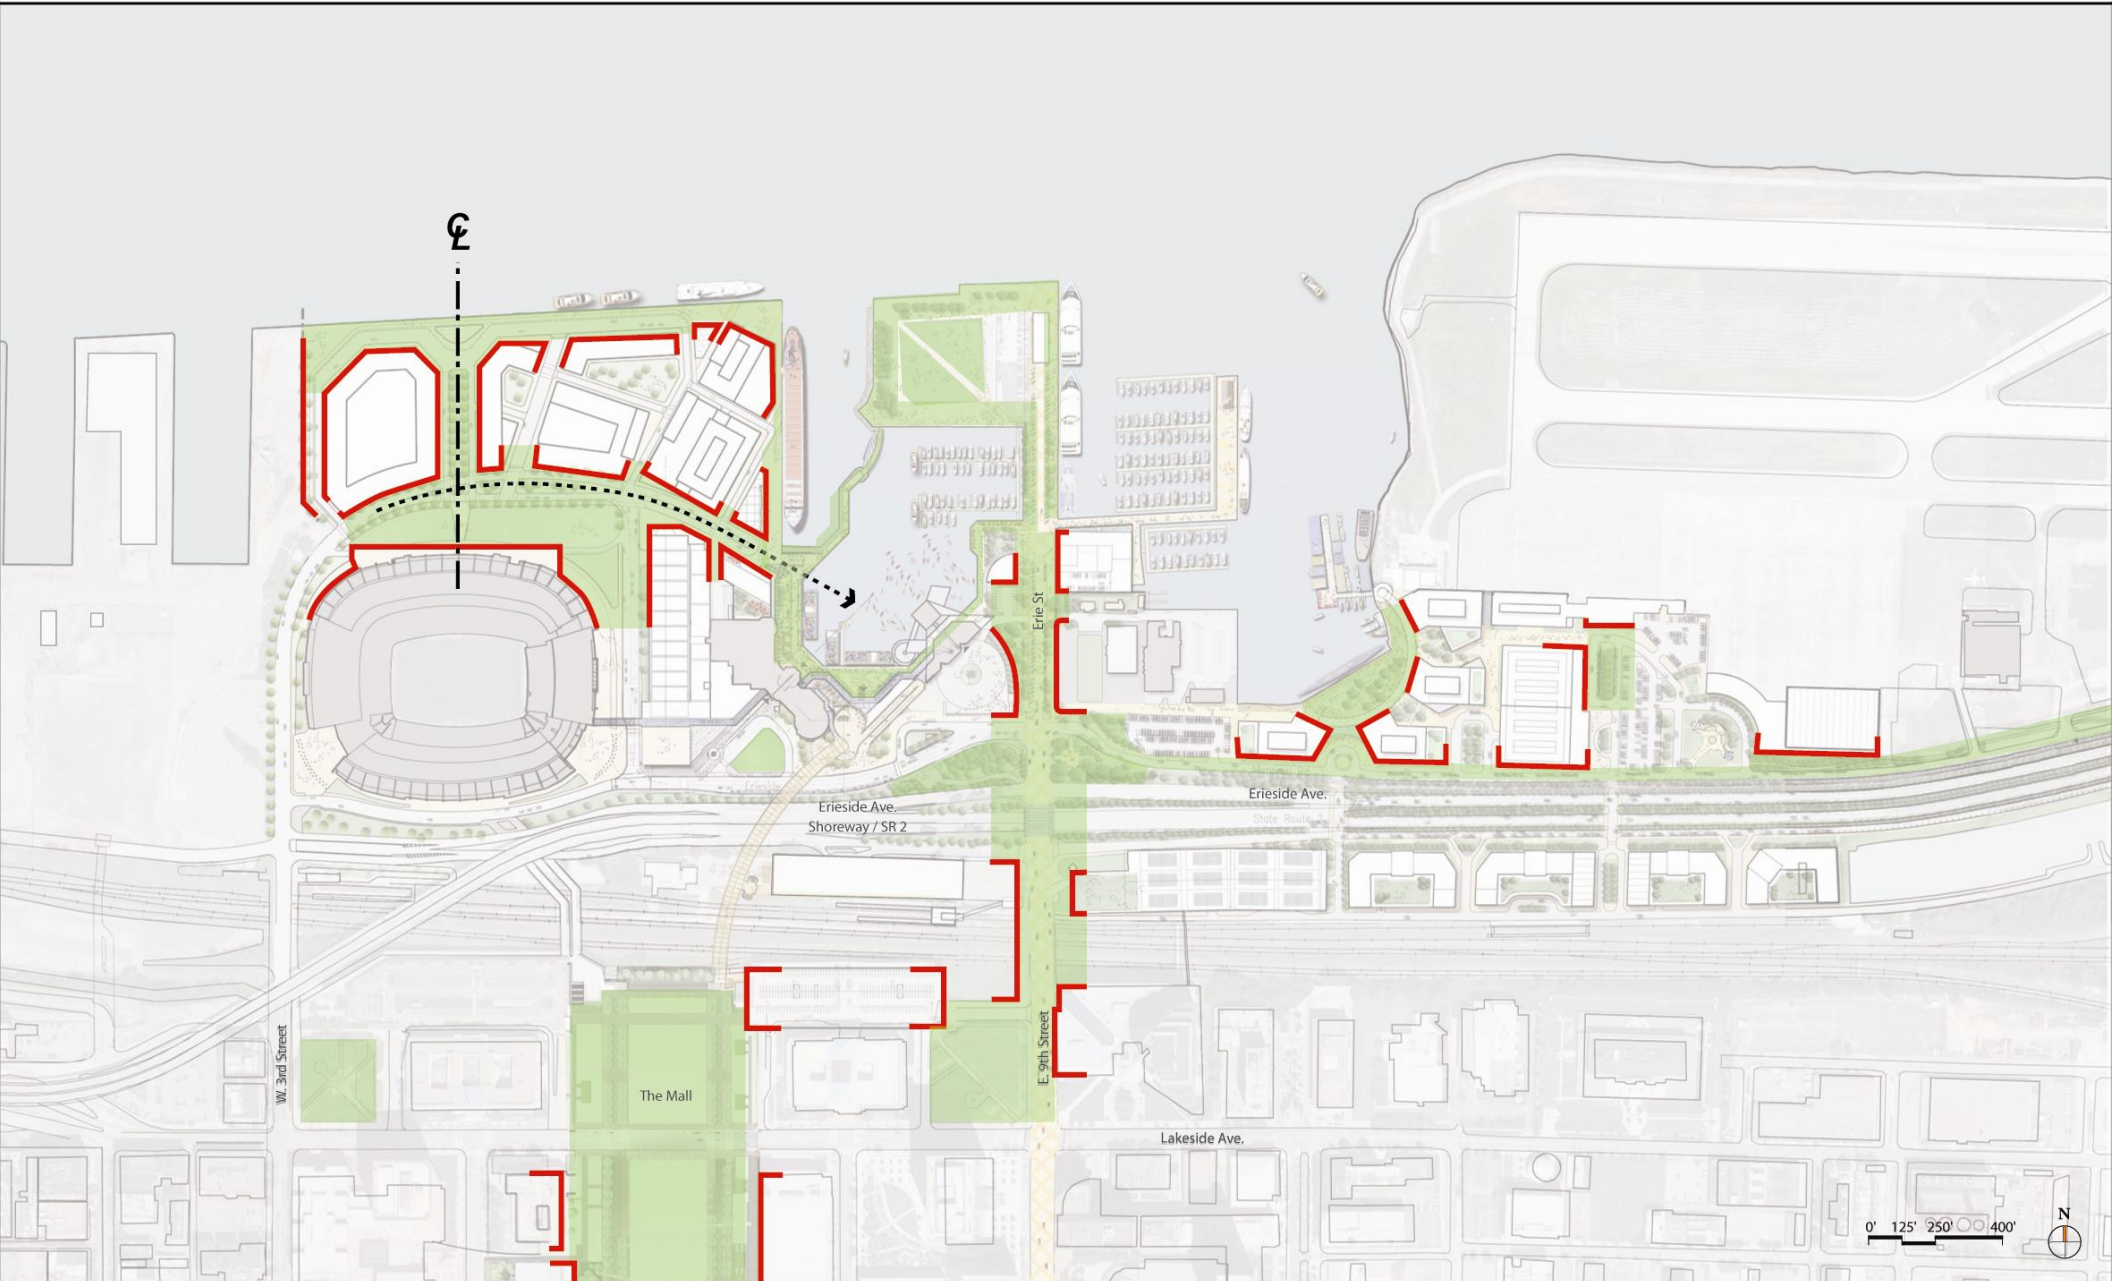 ℄
Erie St
Erieside
Erieside Ave.
Shoreway / SR 2
Erieside Ave.
State Route 2
W. 3rd Street
E. 9th Street
The Mall
Lakeside Ave.
0' 125' 250' 400'
N